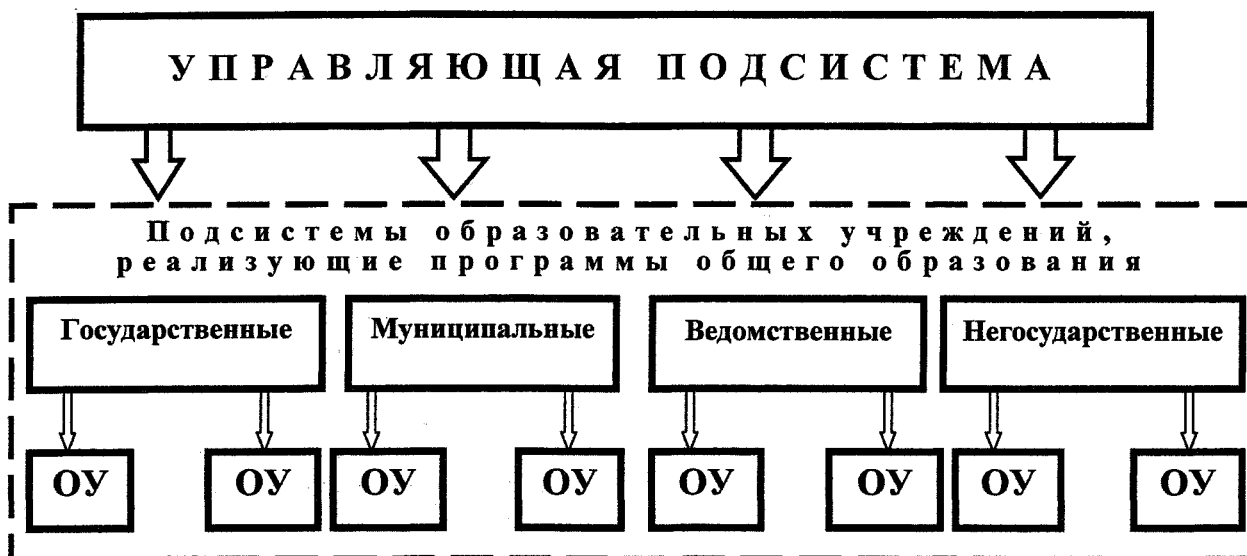 УПРАВЛЯЮЩАЯ ПОДСИСТЕМА
Подсистемы образовательных учреждений,
реализующие программы общего образования
Государственные
Муниципальные
Ведомственные
Негосударственные
ОУ
ОУ
ОУ
ОУ
ОУ
ОУ
ОУ
ОУ